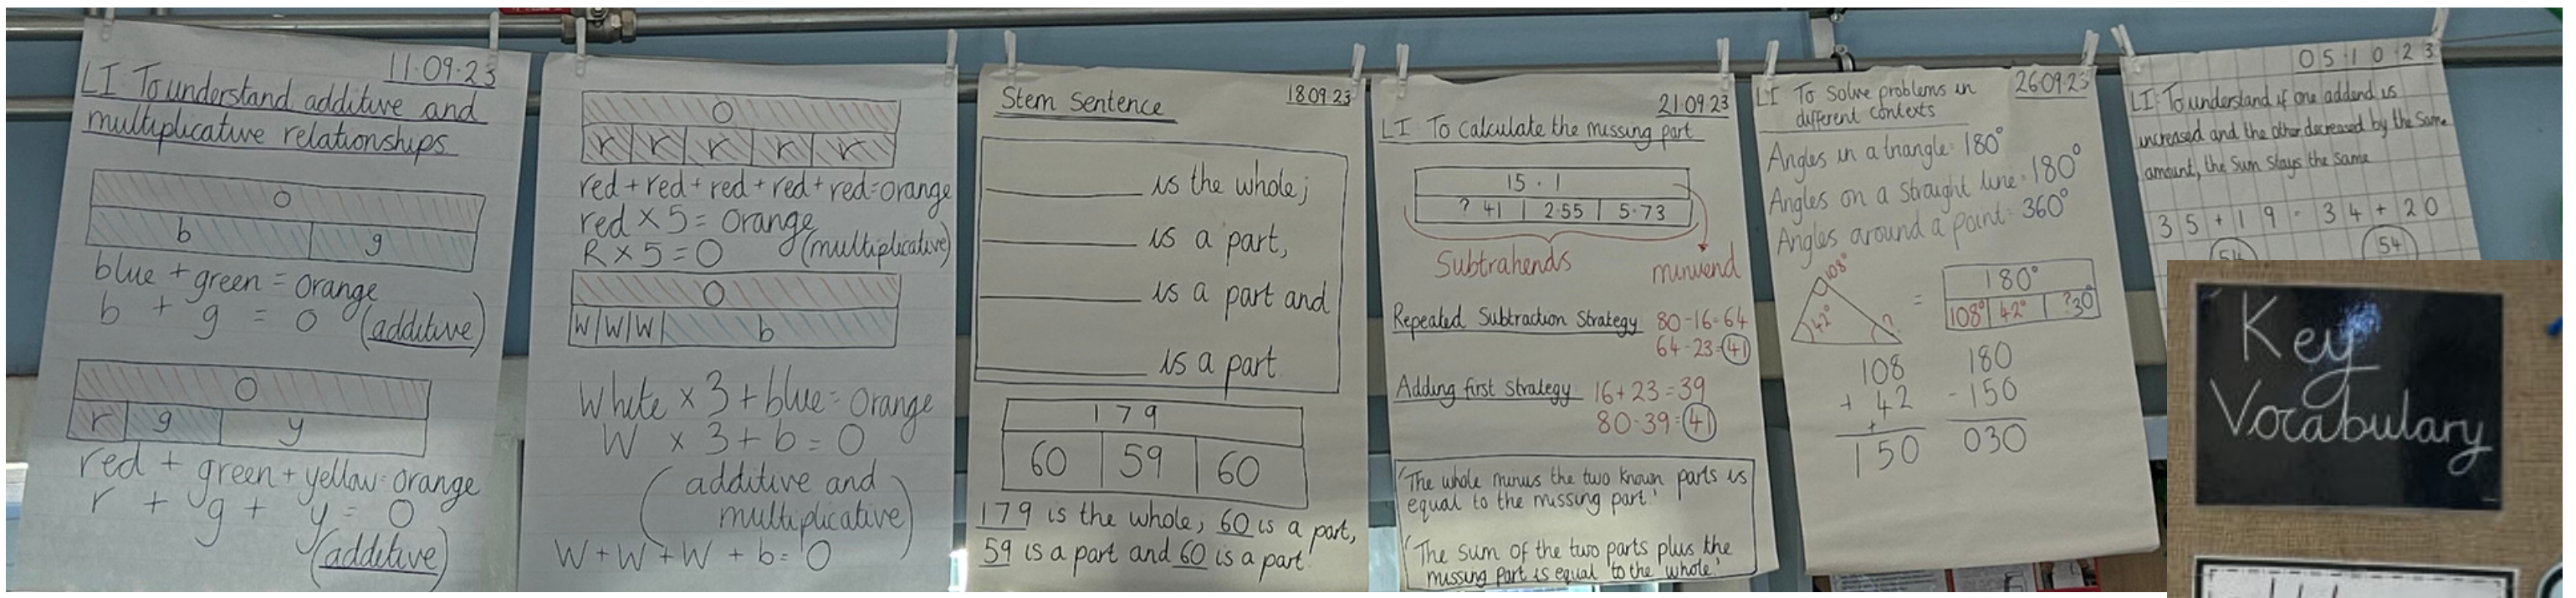 11.09.23
LI: To understand additive and
multiplicative relationships
O
b g
blue + green = orange
b + g = O (additive)
O
r g y
red + green + yellow = orange
r + g + y = O
(additive)
O
r r r r r
red + red + red + red + red = orange
red × 5 = orange
R × 5 = O (multiplicative)
O
W W W b
White × 3 + blue = orange
W × 3 + b = O
(additive and
multiplicative)
W + W + W + b = O
Stem Sentence 18.09.23
is the whole;
is a part,
is a part and
is a part.
179
60 59 60
179 is the whole; 60 is a part,
59 is a part and 60 is a part.
21.09.23
LI: To calculate the missing part
15.1
? 41 2.55 5.73
Subtrahends minuend
Repeated Subtraction Strategy 80-16=64
64-23=41
Adding first strategy 16+23=39
80-39=41
'The whole minus the two known parts is
equal to the missing part.'
'The sum of the two parts plus the
missing part is equal to the whole.'
LI To solve problems in 26.09.23
different contexts
Angles in a triangle = 180°
Angles on a straight line = 180°
Angles around a point = 360°
108°
42° ?
=
180°
108° 42° ?30°
108 180
+ 42 - 150
150 030
05.10.23
LI: To understand if one addend is
increased and the other decreased by the same
amount, the sum stays the same
35 + 19 = 34 + 20
54 54
Key
Vocabulary